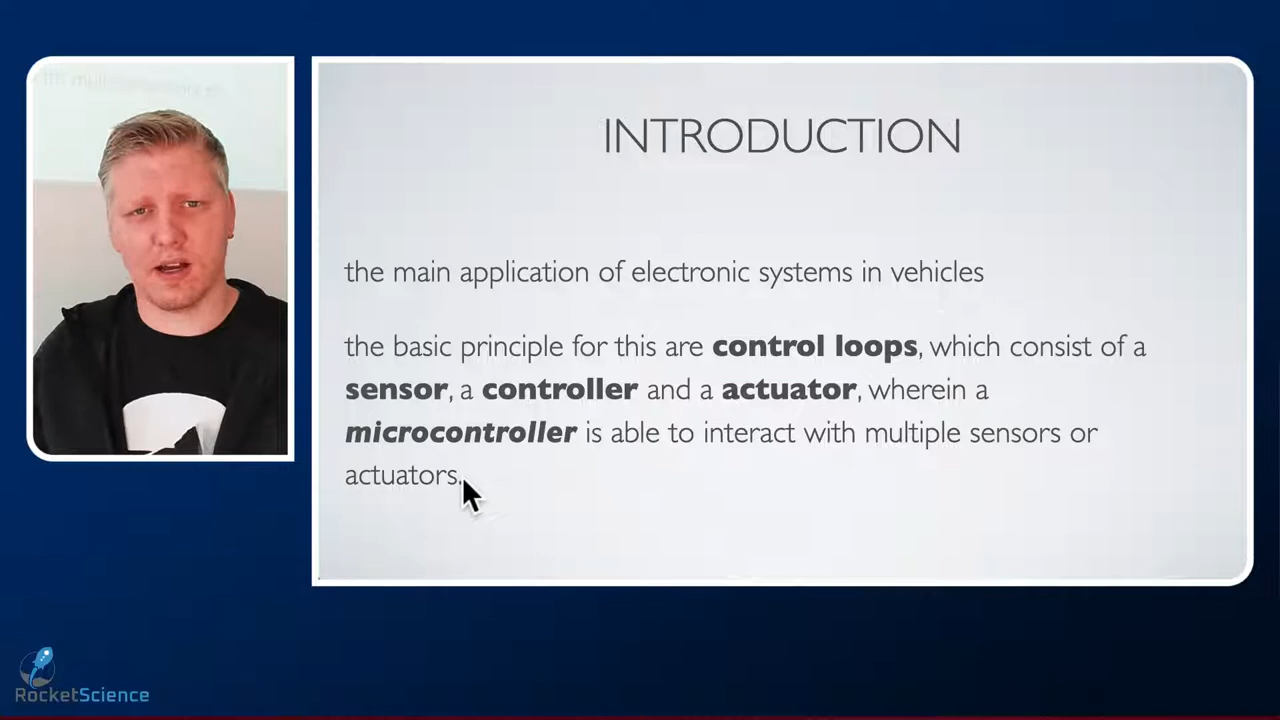 INTRODUCTION
the main application of electronic systems in vehicles
the basic principle for this are control loops, which consist of a
sensor, a controller and a actuator, wherein a
microcontroller is able to interact with multiple sensors or
actuators.
RocketScience